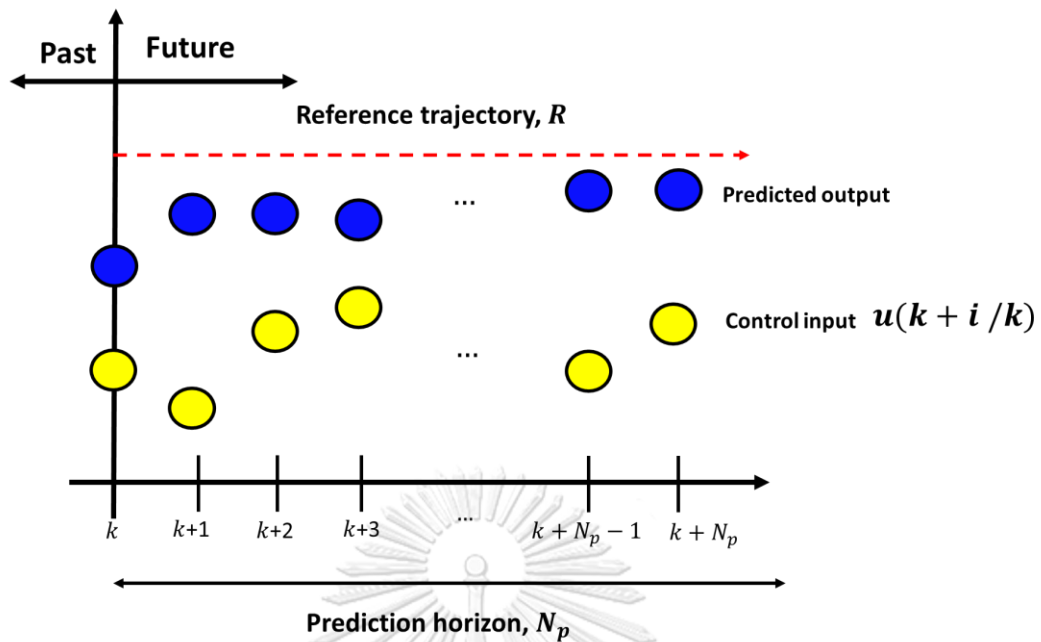 Past Future
Reference trajectory, R
...
Predicted output
Control input u(k + i /k)
...
k k+1 k+2 k+3 ... k + N_p − 1 k + N_p
Prediction horizon, N_p